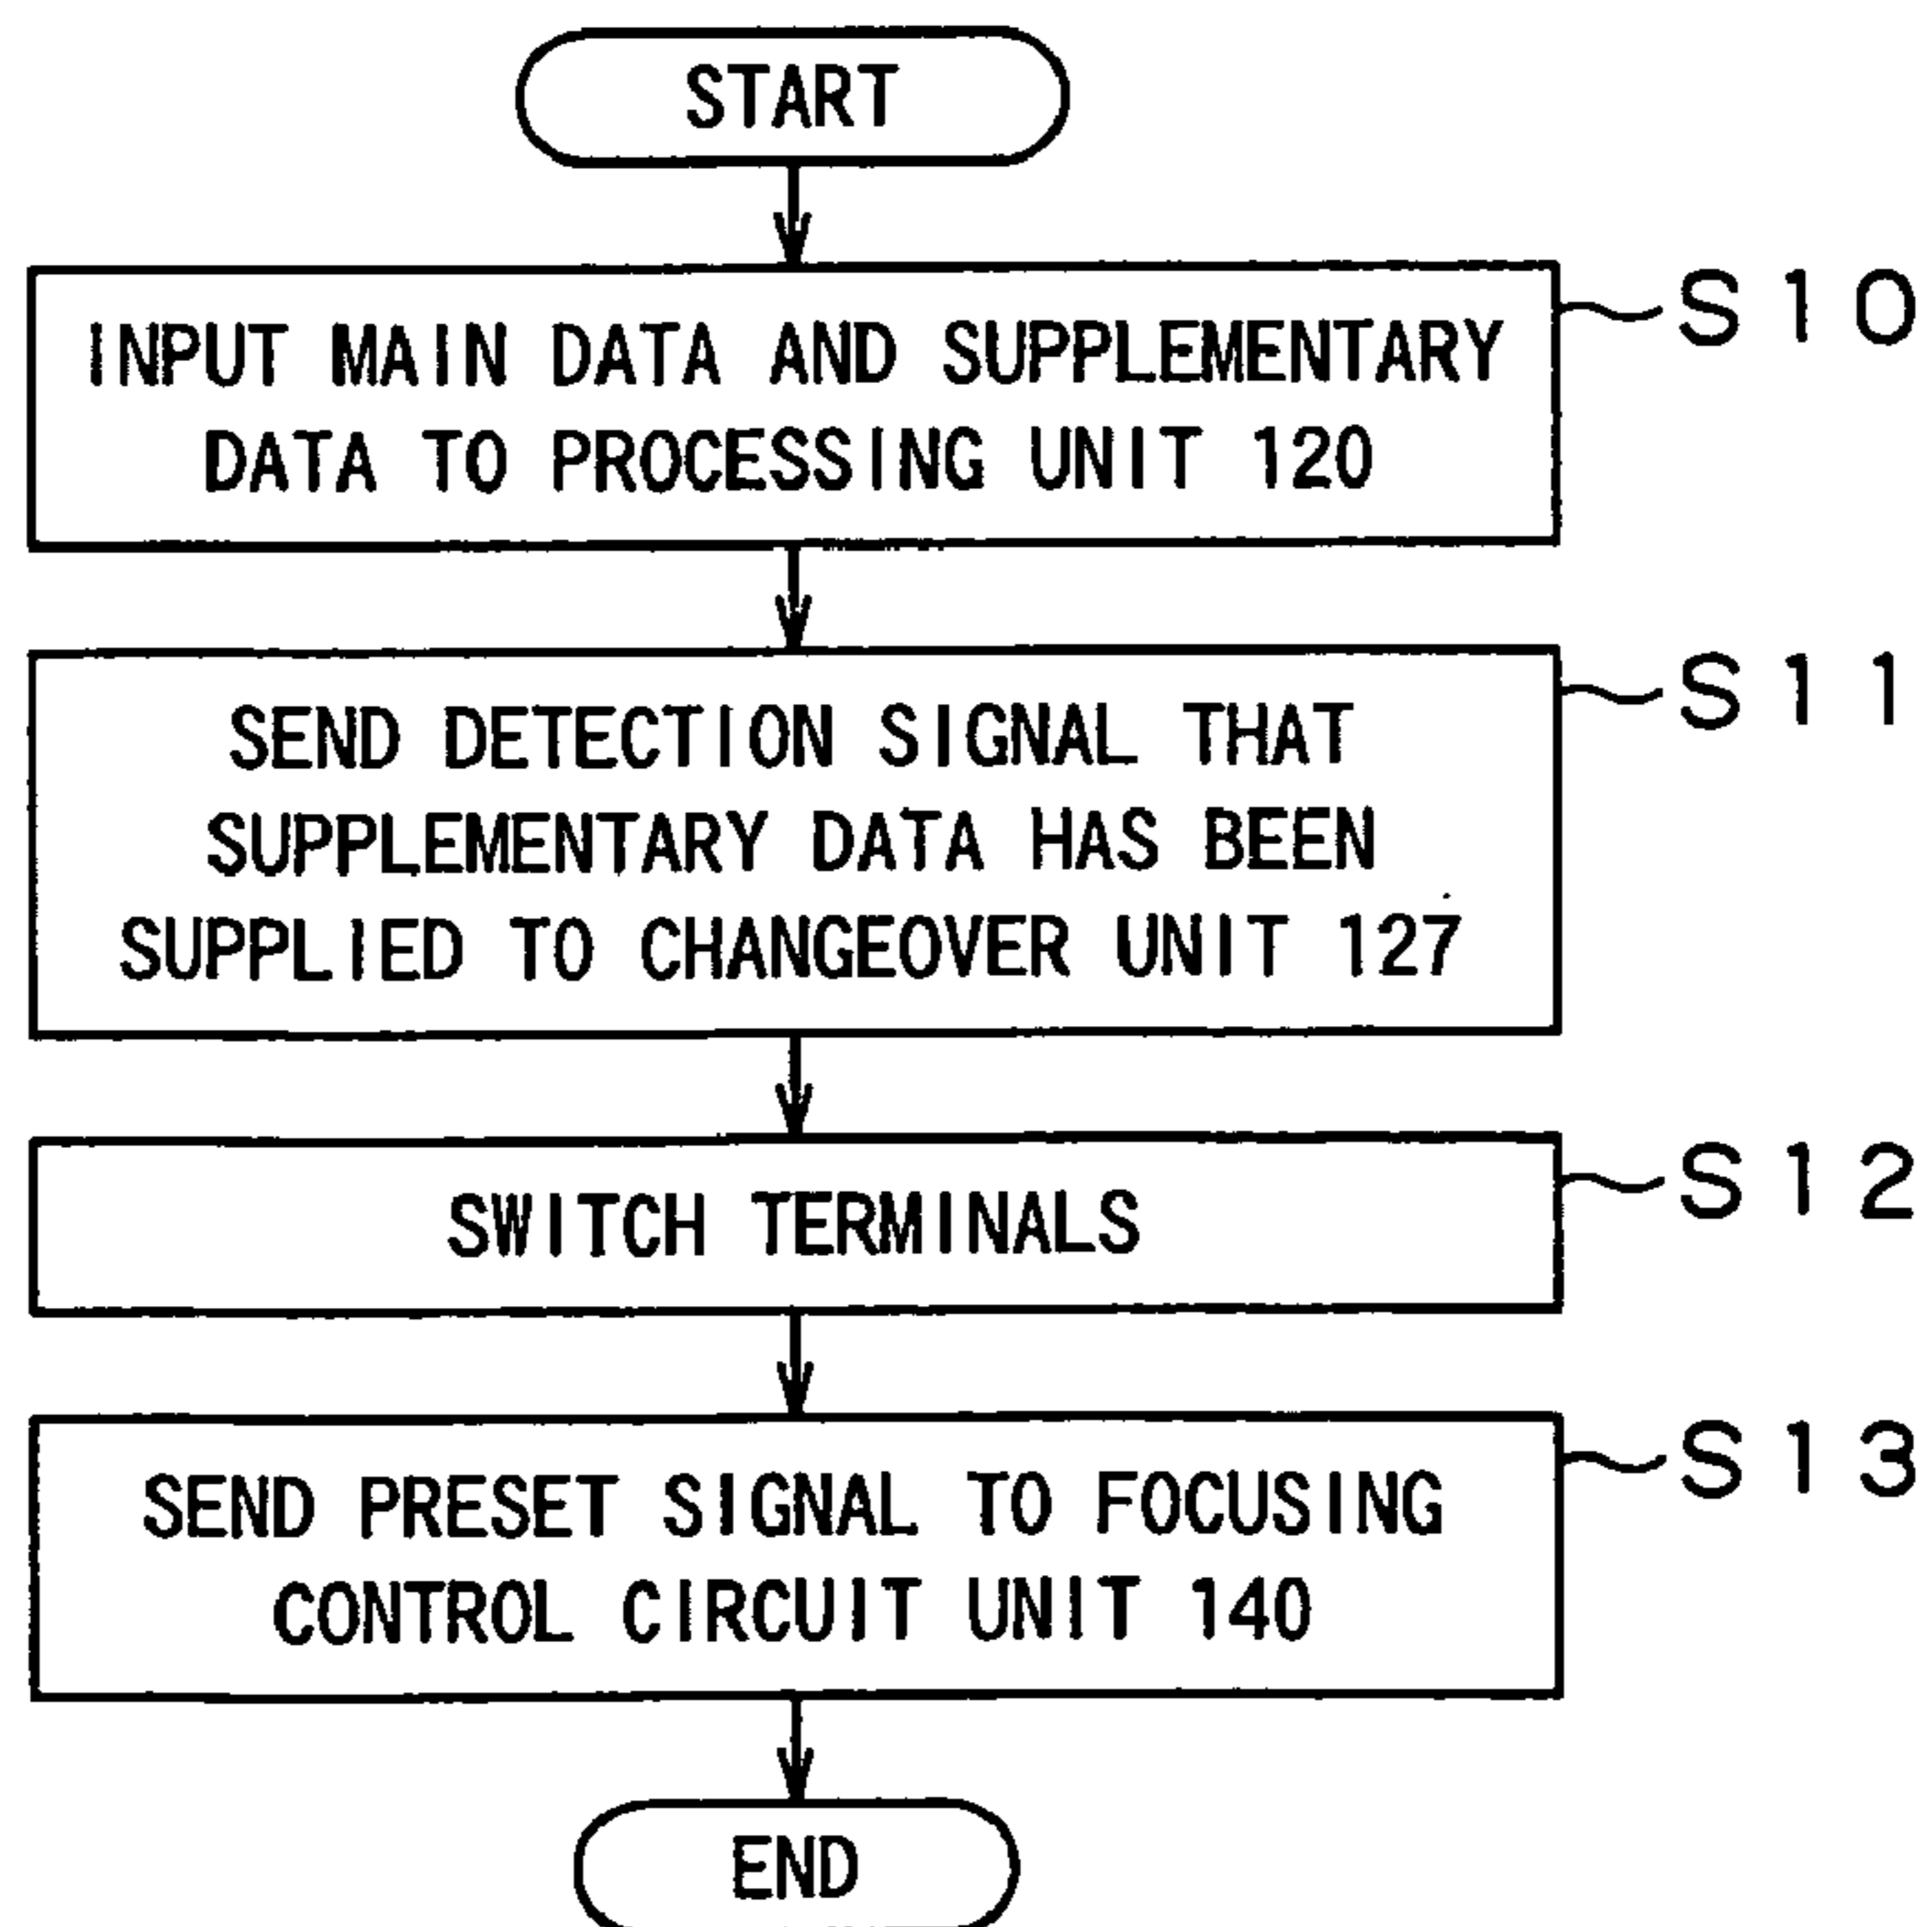 START
INPUT MAIN DATA AND SUPPLEMENTARY
DATA TO PROCESSING UNIT 120
S10
SEND DETECTION SIGNAL THAT
SUPPLEMENTARY DATA HAS BEEN
SUPPLIED TO CHANGEOVER UNIT 127
S11
SWITCH TERMINALS
S12
SEND PRESET SIGNAL TO FOCUSING
CONTROL CIRCUIT UNIT 140
S13
END